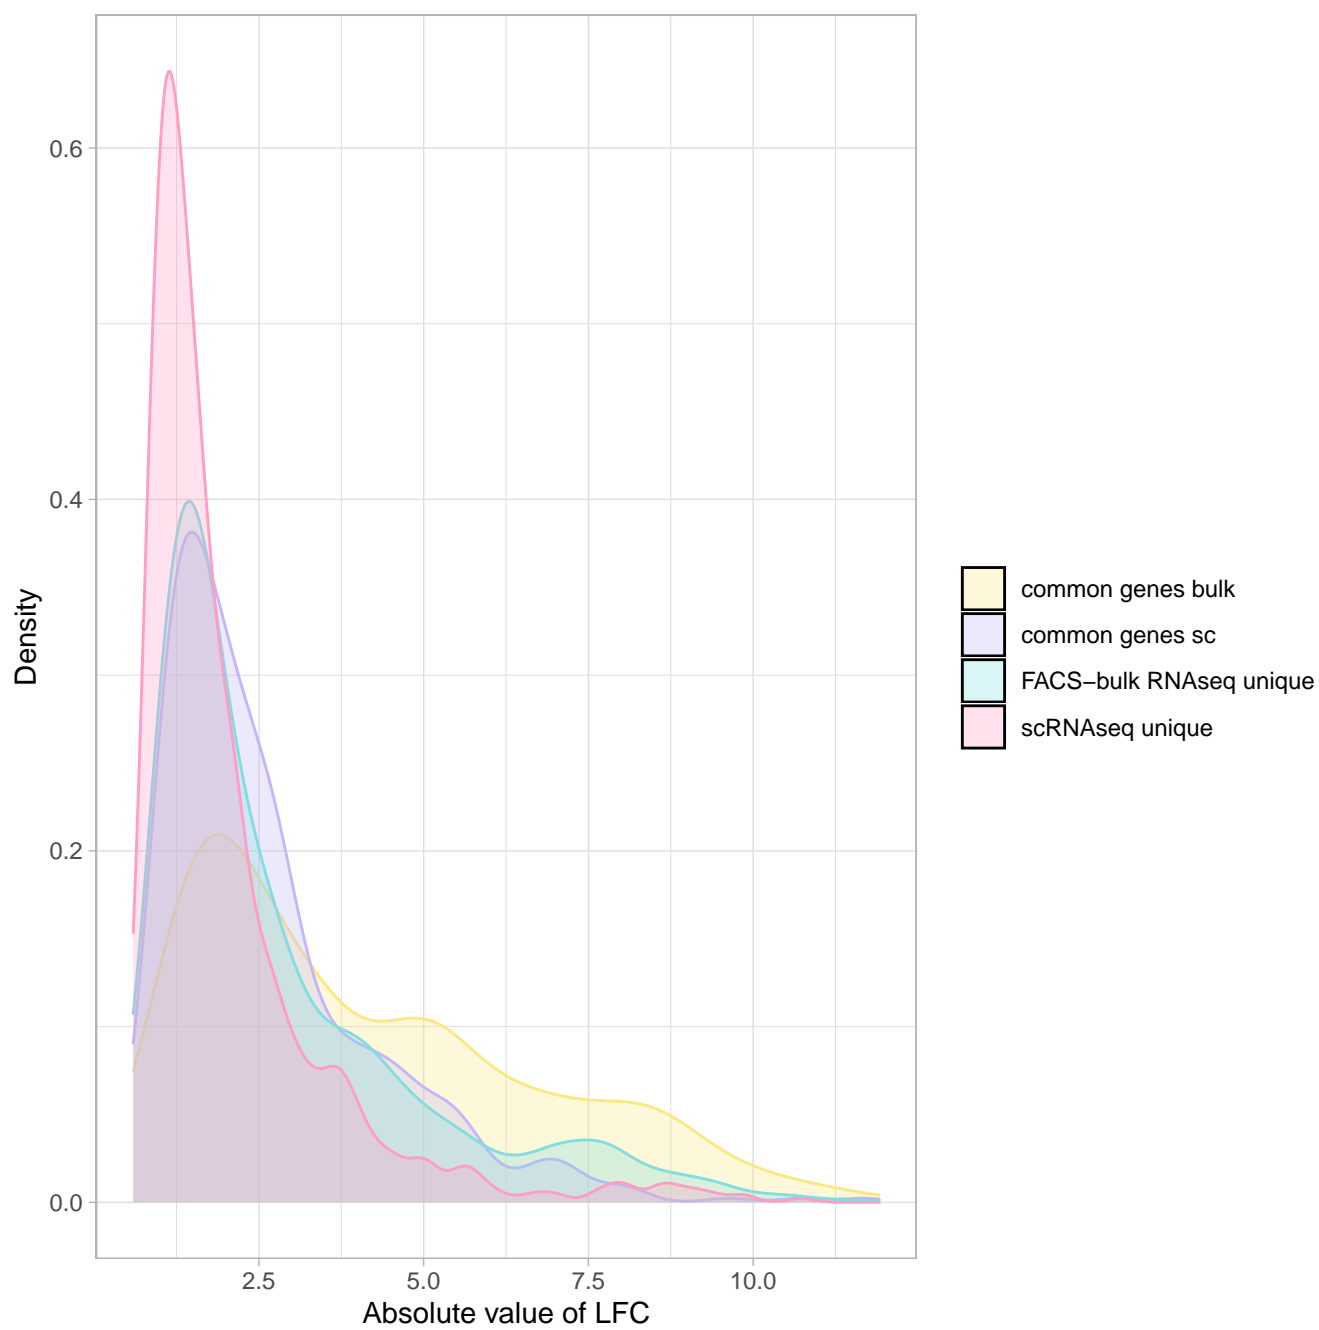 0.6
0.4
0.2
0.0
Density
2.5 5.0 7.5 10.0
Absolute value of LFC
common genes bulk
common genes sc
FACS−bulk RNAseq unique
scRNAseq unique